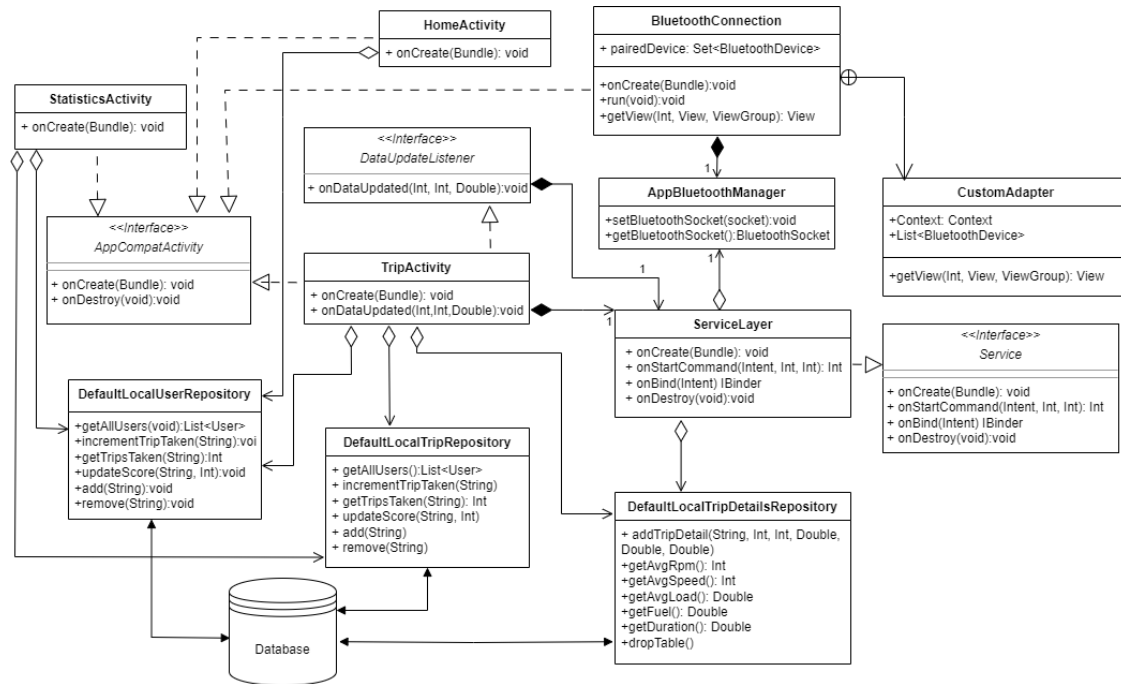 HomeActivity
+ onCreate(Bundle): void
BluetoothConnection
+ pairedDevice: Set<BluetoothDevice>
+onCreate(Bundle):void
+run(void):void
+getView(Int, View, ViewGroup): View
StatisticsActivity
+ onCreate(Bundle): void
<<Interface>>
DataUpdateListener
+ onDataUpdated(Int, Int, Double):void
1
AppBluetoothManager
+setBluetoothSocket(socket):void
+getBluetoothSocket():BluetoothSocket
CustomAdapter
+Context: Context
+List<BluetoothDevice>
+getView(Int, View, ViewGroup): View
<<Interface>>
AppCompatActivity
+onCreate(Bundle): void
+onDestroy(void):void
TripActivity
+ onCreate(Bundle): void
+ onDataUpdated(Int,Int,Double):void
1
1
1
ServiceLayer
+ onCreate(Bundle): void
+ onStartCommand(Intent, Int, Int): Int
+ onBind(Intent) IBinder
+ onDestroy(void):void
<<Interface>>
Service
+ onCreate(Bundle): void
+ onStartCommand(Intent, Int, Int): Int
+ onBind(Intent) IBinder
+ onDestroy(void):void
DefaultLocalUserRepository
+getAllUsers(void):List<User>
+incrementTripTaken(String):voi
+getTripsTaken(String):Int
+updateScore(String, Int):void
+add(String):void
+remove(String):void
DefaultLocalTripRepository
+ getAllUsers():List<User>
+ incrementTripTaken(String)
+ getTripsTaken(String): Int
+ updateScore(String, Int)
+ add(String)
+ remove(String)
DefaultLocalTripDetailsRepository
+ addTripDetail(String, Int, Int, Double,
Double, Double)
+getAvgRpm(): Int
+getAvgSpeed(): Int
+getAvgLoad(): Double
+getFuel(): Double
+getDuration(): Double
+dropTable()
Database